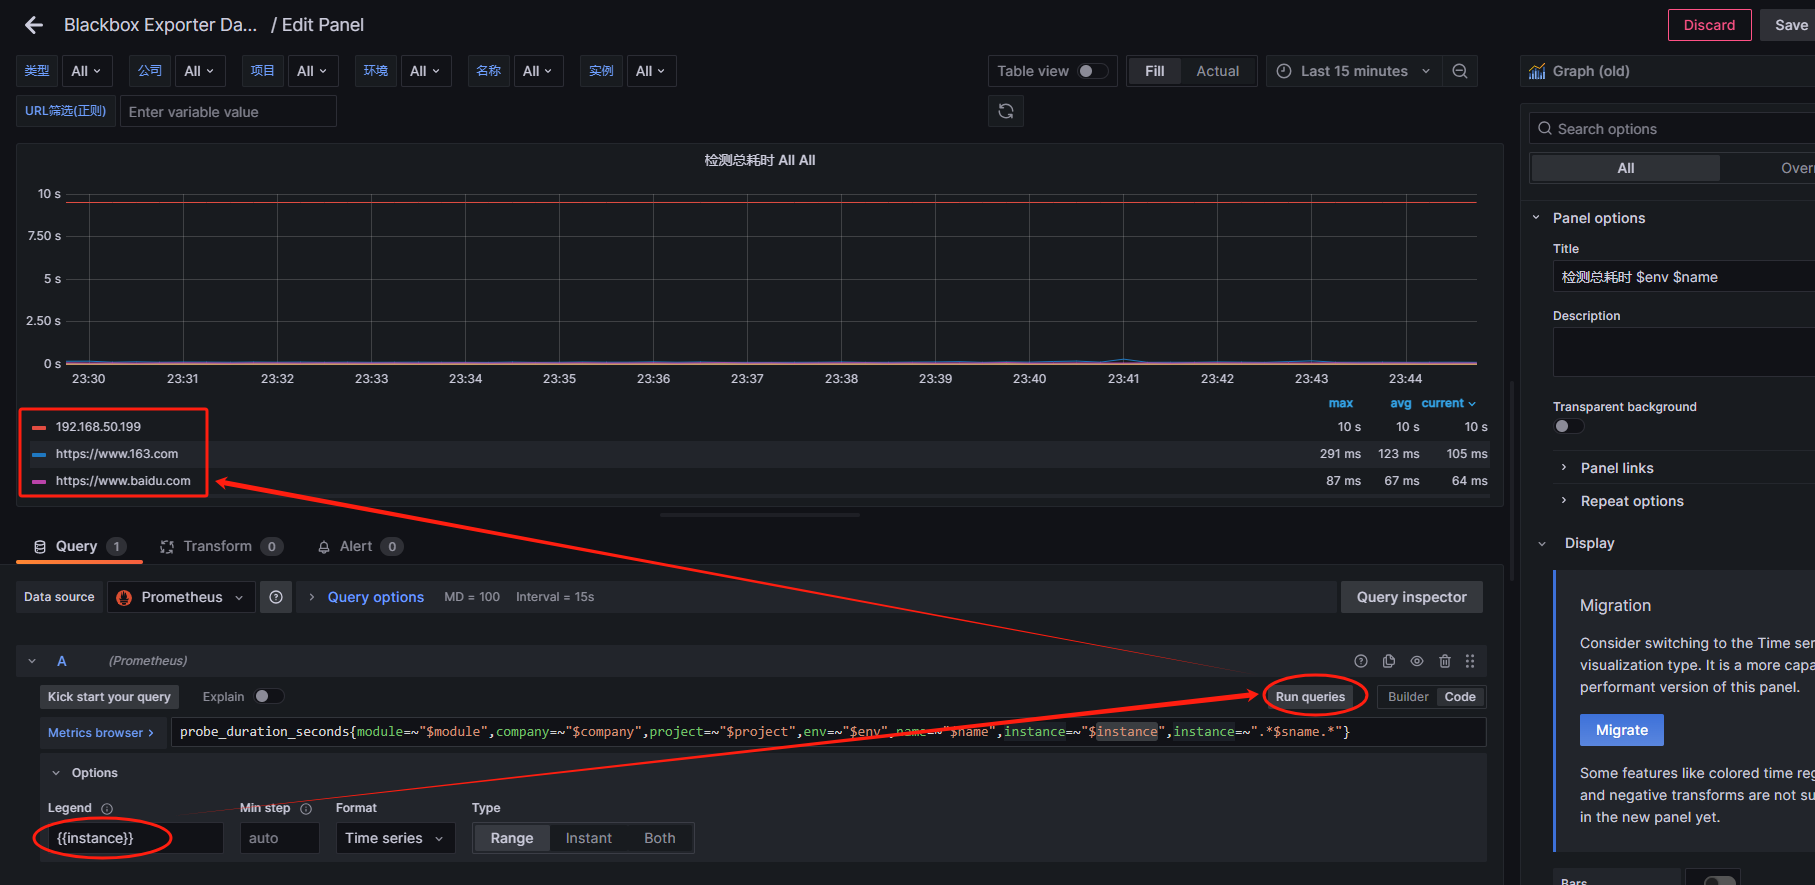 Blackbox Exporter Da... / Edit Panel
Discard
Save
类型 All
公司 All
项目 All
环境 All
名称 All
实例 All
Table view
Fill
Actual
Last 15 minutes
Graph (old)
URL筛选(正则) Enter variable value
Search options
All
Over
检测总耗时 All All
10 s
7.50 s
5 s
2.50 s
0 s
23:30 23:31 23:32 23:33 23:34 23:35 23:36 23:37 23:38 23:39 23:40 23:41 23:42 23:43 23:44
max avg current
192.168.50.199 10 s 10 s 10 s
https://www.163.com 291 ms 123 ms 105 ms
https://www.baidu.com 87 ms 67 ms 64 ms
Panel options
Title
检测总耗时 $env $name
Description
Transparent background
Panel links
Repeat options
Display
Migration
Consider switching to the Time ser
visualization type. It is a more capa
performant version of this panel.
Migrate
Some features like colored time reg
and negative transforms are not su
in the new panel yet.
Bars
Query 1
Transform 0
Alert 0
Data source
Prometheus
Query options MD = 100 Interval = 15s
Query inspector
A (Prometheus)
Kick start your query
Explain
Run queries
Builder
Code
Metrics browser >
probe_duration_seconds{module=~"$module",company=~"$company",project=~"$project",env=~"$env",name=~"$name",instance=~"$instance",instance=~".*$sname.*"}
Options
Legend Min step Format Type
{{instance}} auto Time series Range Instant Both